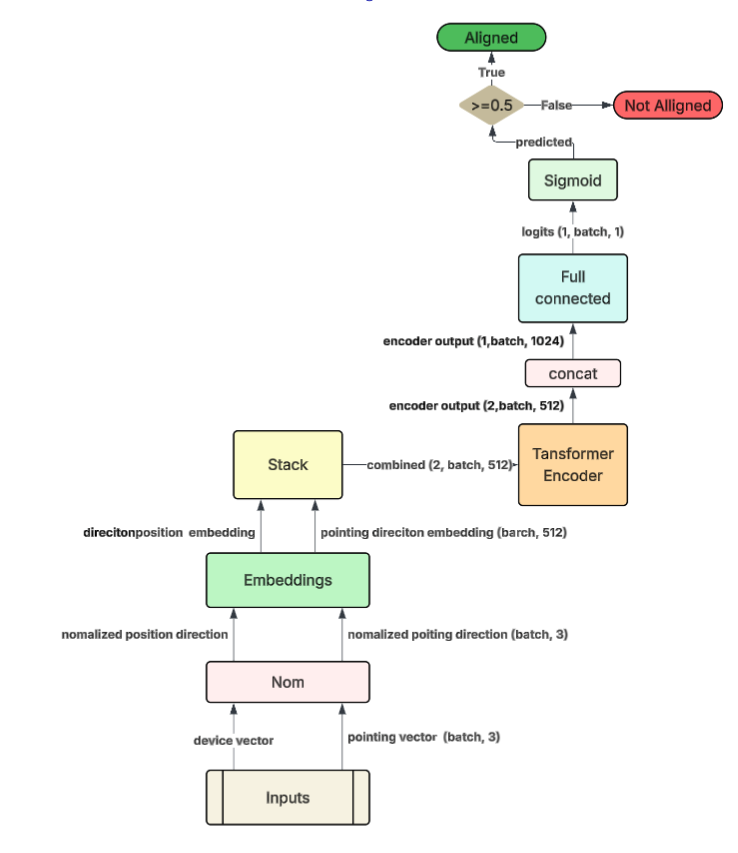 Aligned
True
>=0.5
False
Not Alligned
predicted
Sigmoid
logits (1, batch, 1)
Full
connected
encoder output (1,batch, 1024)
concat
encoder output (2,batch, 512)
Tansformer
Encoder
Stack
combined (2, batch, 512)
direcitonposition embedding
pointing direciton embedding (barch, 512)
Embeddings
nomalized position direction
nomalized poiting direction (batch, 3)
Nom
device vector
pointing vector (batch, 3)
Inputs